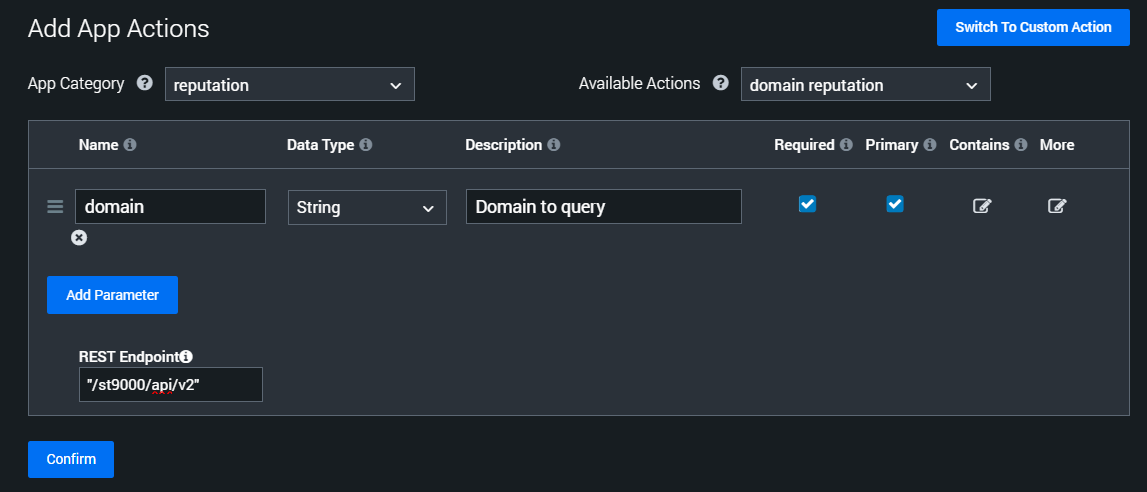 Add App Actions
Switch To Custom Action
App Category
reputation
Available Actions
domain reputation
Name Data Type Description Required Primary Contains More
domain String Domain to query
Add Parameter
REST Endpoint
"/st9000/api/v2"
Confirm